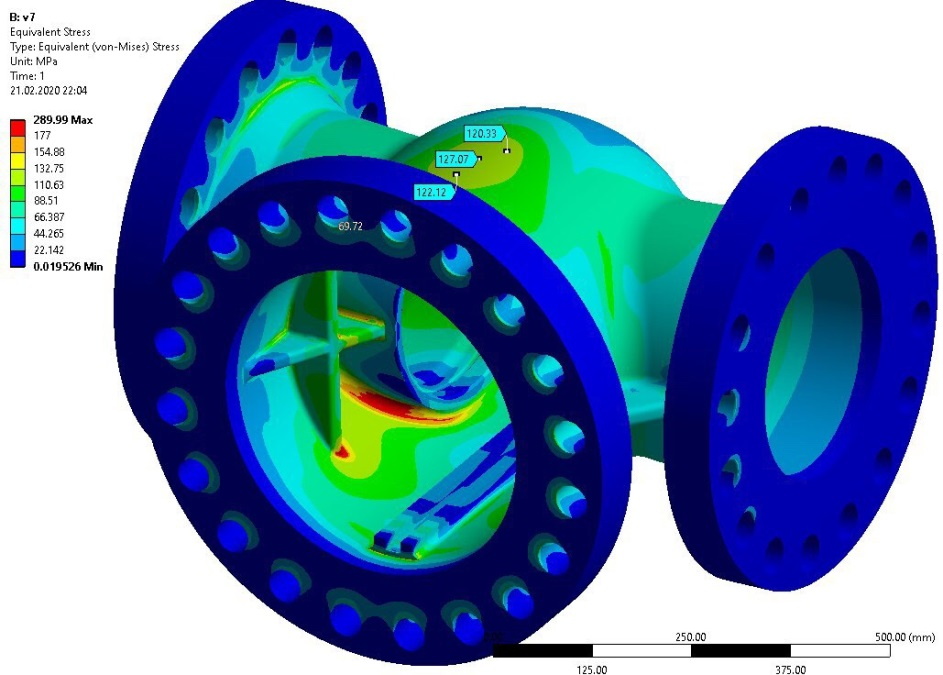 B: v7
Equivalent Stress
Type: Equivalent (von-Mises) Stress
Unit: MPa
Time: 1
21.02.2020 22:04
289.99 Max
177
154.88
132.75
110.63
88.51
66.387
44.265
22.142
0.019526 Min
120.33
127.07
122.12
69.72
250.00
500.00 (mm)
125.00
375.00